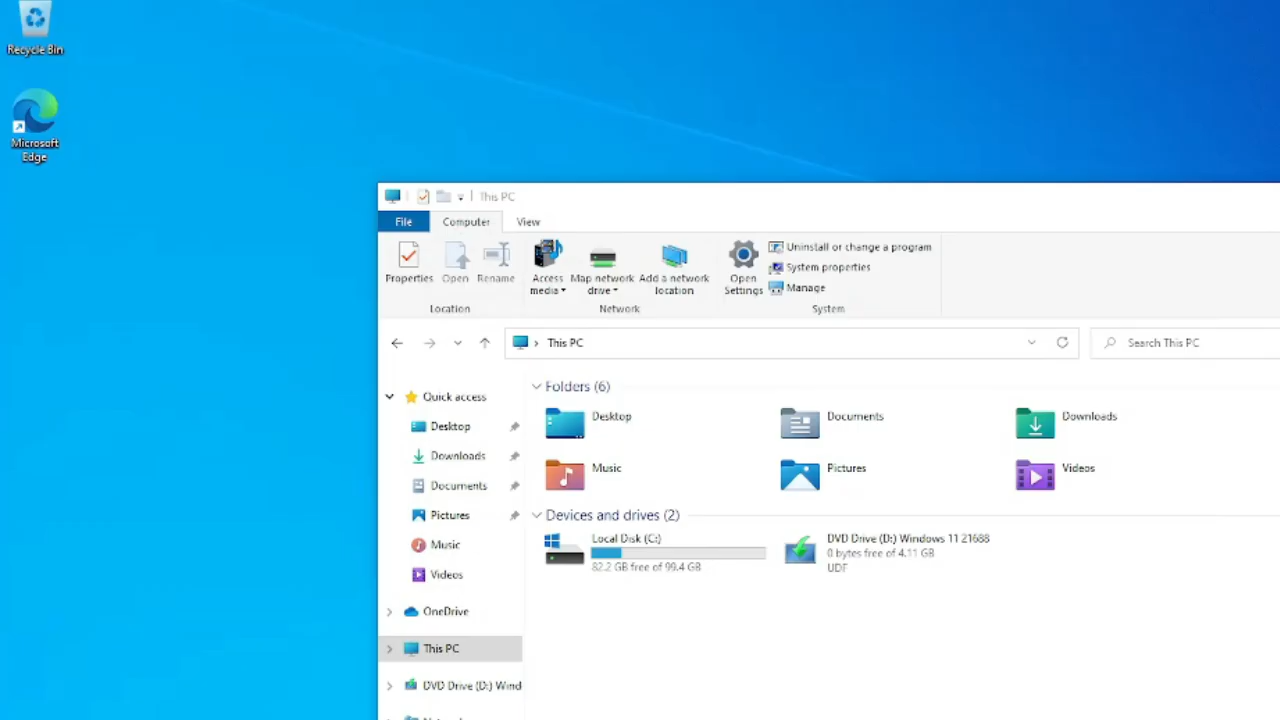 Recycle Bin
Microsoft
Edge
This PC
File
Computer
View
Properties
Open
Rename
Access
media
Map network
drive
Add a network
location
Open
Settings
Uninstall or change a program
System properties
Manage
Location
Network
System
This PC
Search This PC
Quick access
Desktop
Downloads
Documents
Pictures
Music
Videos
OneDrive
This PC
DVD Drive (D:) Wind
Folders (6)
Desktop
Documents
Downloads
Music
Pictures
Videos
Devices and drives (2)
Local Disk (C:)
82.2 GB free of 99.4 GB
DVD Drive (D:) Windows 11 21688
0 bytes free of 4.11 GB
UDF